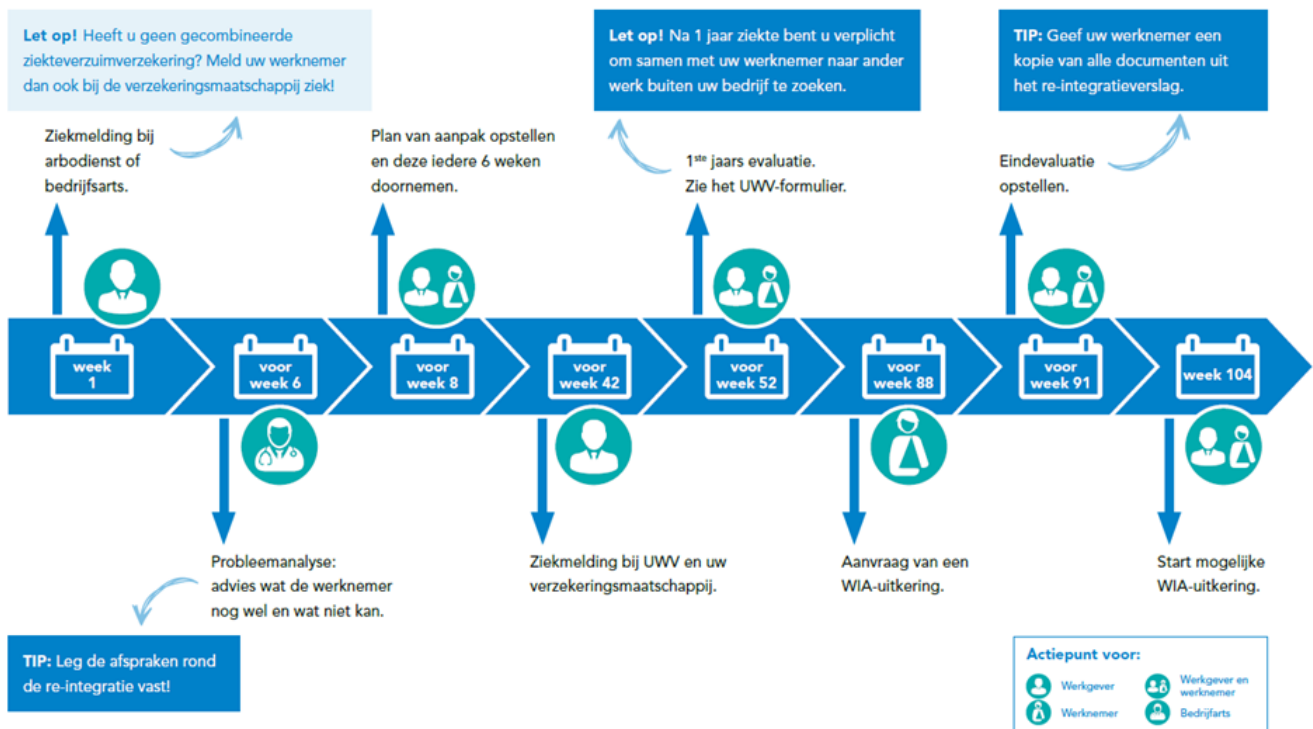 Let op! Heeft u geen gecombineerde
ziekteverzuimverzekering? Meld uw werknemer
dan ook bij de verzekeringsmaatschappij ziek!
Let op! Na 1 jaar ziekte bent u verplicht
om samen met uw werknemer naar ander
werk buiten uw bedrijf te zoeken.
TIP: Geef uw werknemer een
kopie van alle documenten uit
het re-integratieverslag.
Ziekmelding bij
arbodienst of
bedrijfsarts.
Plan van aanpak opstellen
en deze iedere 6 weken
doornemen.
1ste jaars evaluatie.
Zie het UWV-formulier.
Eindevaluatie
opstellen.
week
1
voor
week 6
voor
week 8
voor
week 42
voor
week 52
voor
week 88
voor
week 91
week 104
Probleemanalyse:
advies wat de werknemer
nog wel en wat niet kan.
Ziekmelding bij UWV en uw
verzekeringsmaatschappij.
Aanvraag van een
WIA-uitkering.
Start mogelijke
WIA-uitkering.
TIP: Leg de afspraken rond
de re-integratie vast!
Actiepunt voor:
Werkgever
Werkgever en
werknemer
Werknemer
Bedrijfarts